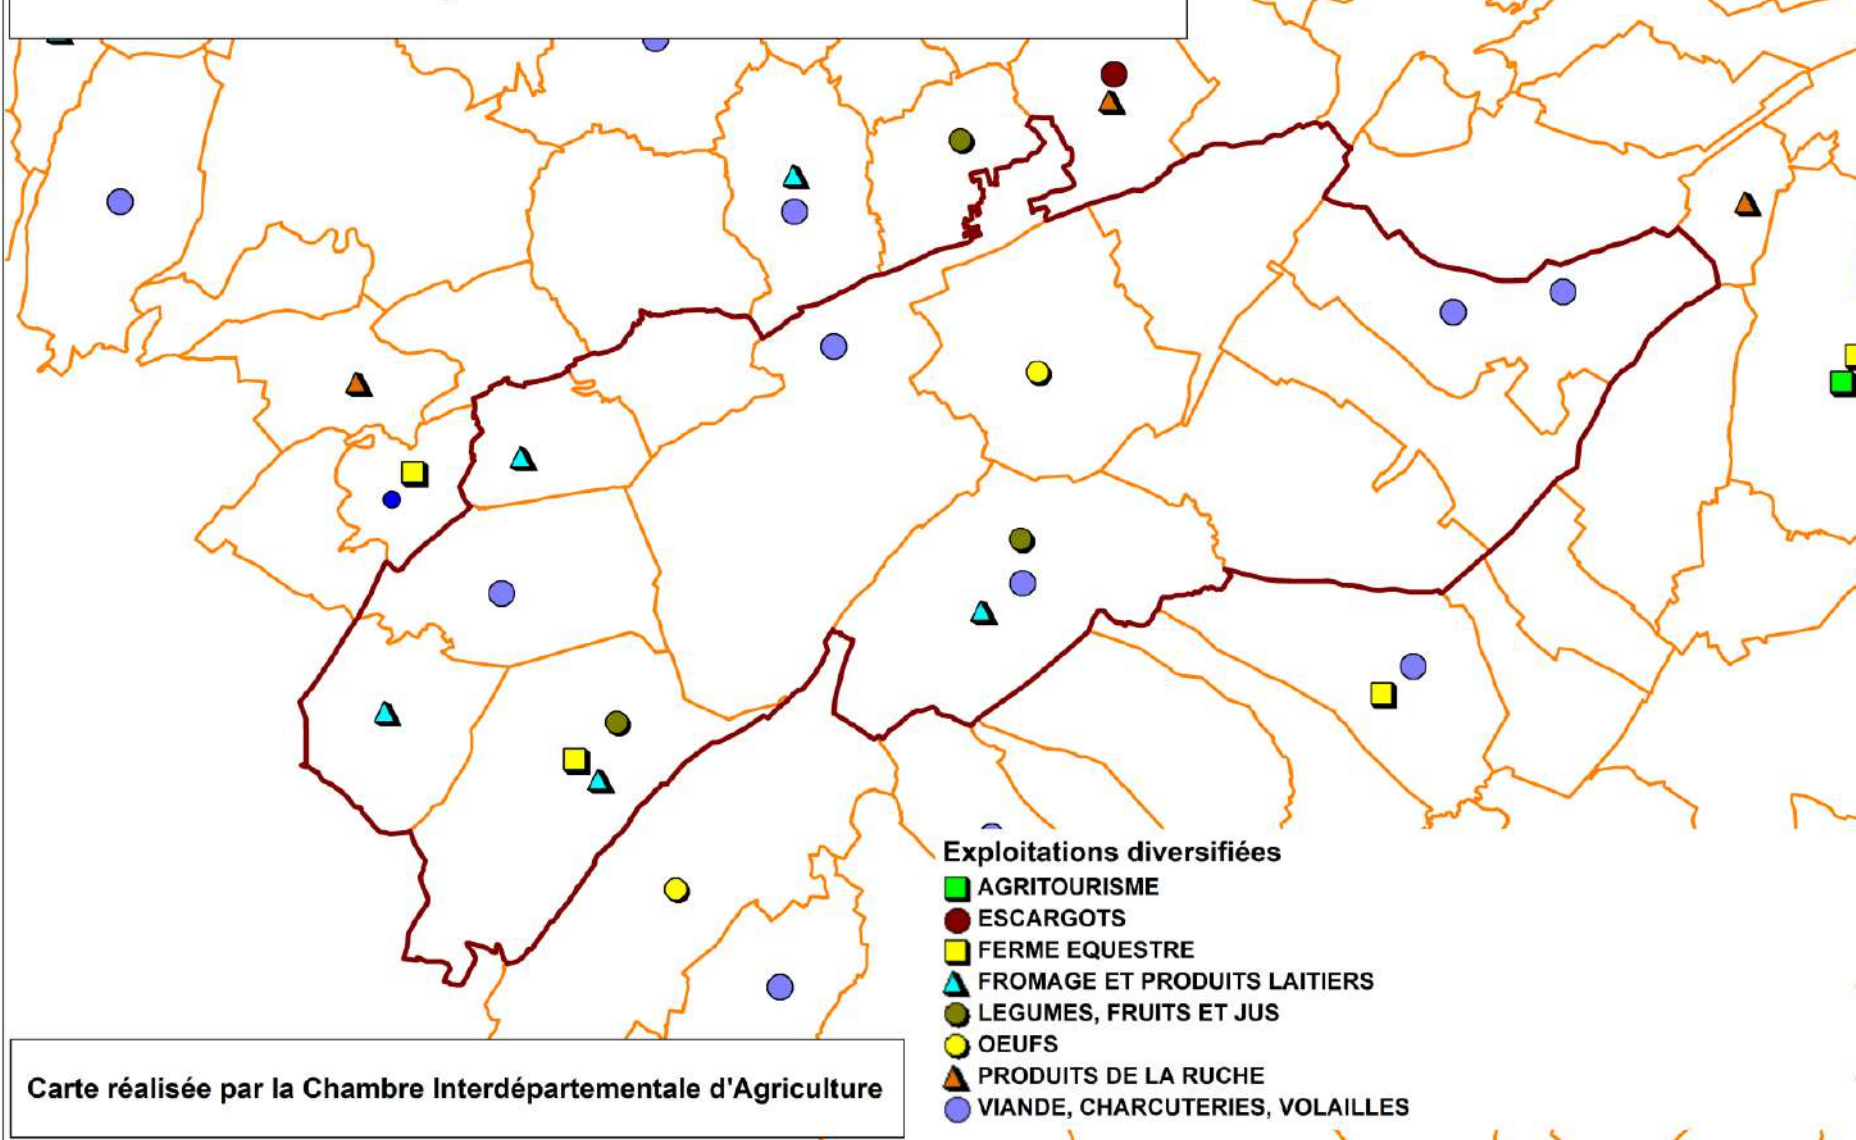 Exploitations diversifiées
AGRITOURISME
ESCARGOTS
FERME EQUESTRE
FROMAGE ET PRODUITS LAITIERS
LEGUMES, FRUITS ET JUS
OEUFS
PRODUITS DE LA RUCHE
VIANDE, CHARCUTERIES, VOLAILLES
Carte réalisée par la Chambre Interdépartementale d'Agriculture